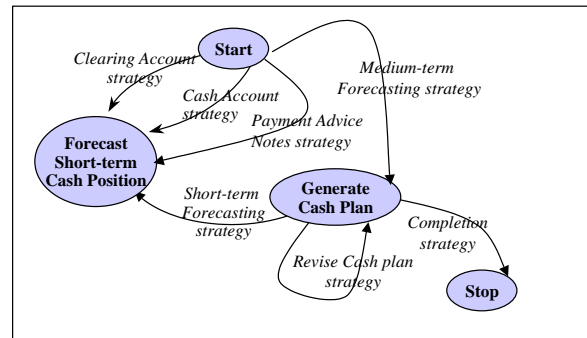 Start
Clearing Account
strategy
Cash Account
strategy
Payment Advice
Notes strategy
Medium-term
Forecasting strategy
Forecast
Short-term
Cash Position
Short-term
Forecasting
strategy
Generate
Cash Plan
Completion
strategy
Revise Cash plan
strategy
Stop